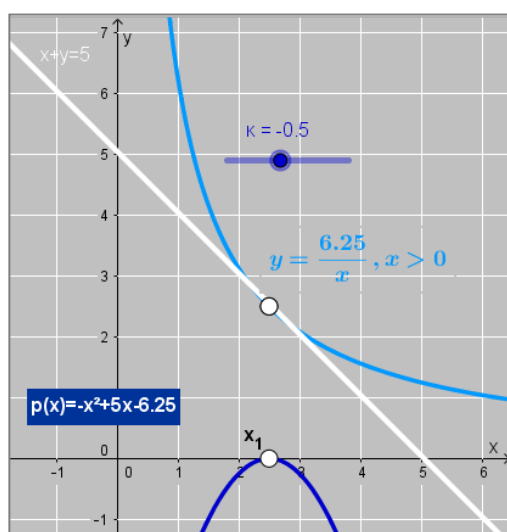 7
y
x+y=5
6
κ = -0.5
5
4
y = 6.25/x , x > 0
3
2
p(x)=-x²+5x-6.25
x₁
x
0
-1 0 1 2 3 4 5 6
-1